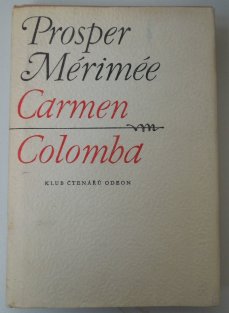 Prosper
Mérimée
Carmen
Colomba
KLUB ČTENÁŘŮ ODEON